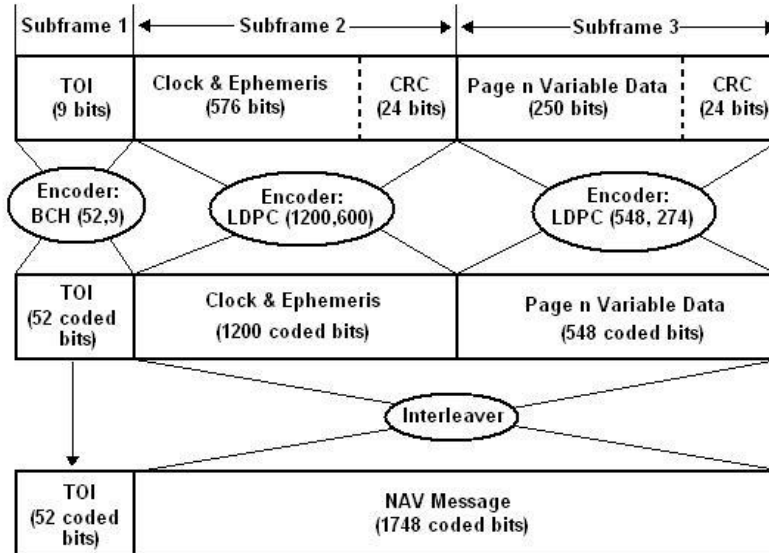 Subframe 1
Subframe 2
Subframe 3
TOI
(9 bits)
Clock & Ephemeris
(576 bits)
CRC
(24 bits)
Page n Variable Data
(250 bits)
CRC
(24 bits)
Encoder:
BCH (52,9)
Encoder:
LDPC (1200,600)
Encoder:
LDPC (548, 274)
TOI
(52 coded
bits)
Clock & Ephemeris
(1200 coded bits)
Page n Variable Data
(548 coded bits)
Interleaver
TOI
(52 coded
bits)
NAV Message
(1748 coded bits)